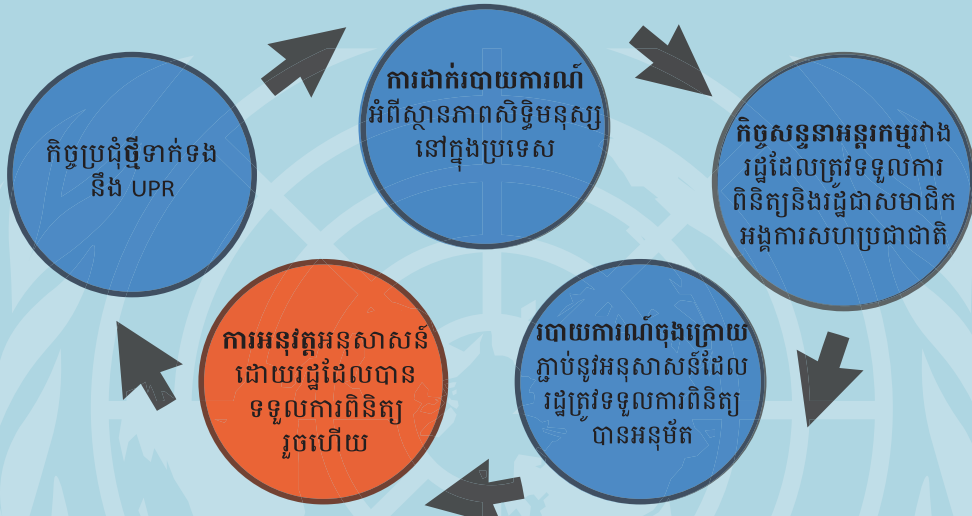 ការដាក់របាយការណ៍
អំពីស្ថានភាពសិទ្ធិមនុស្ស
នៅក្នុងប្រទេស
កិច្ចសន្ទនាអន្តរកម្មរវាង
រដ្ឋដែលត្រូវទទួលការ
ពិនិត្យនិងរដ្ឋជាសមាជិក
អង្គការសហប្រជាជាតិ
របាយការណ៍ចុងក្រោយ
ភ្ជាប់នូវអនុសាសន៍ដែល
រដ្ឋត្រូវទទួលការពិនិត្យ
បានអនុម័ត
ការអនុវត្តអនុសាសន៍
ដោយរដ្ឋដែលបាន
ទទួលការពិនិត្យ
រួចហើយ
កិច្ចប្រជុំថ្មីទាក់ទង
នឹង UPR